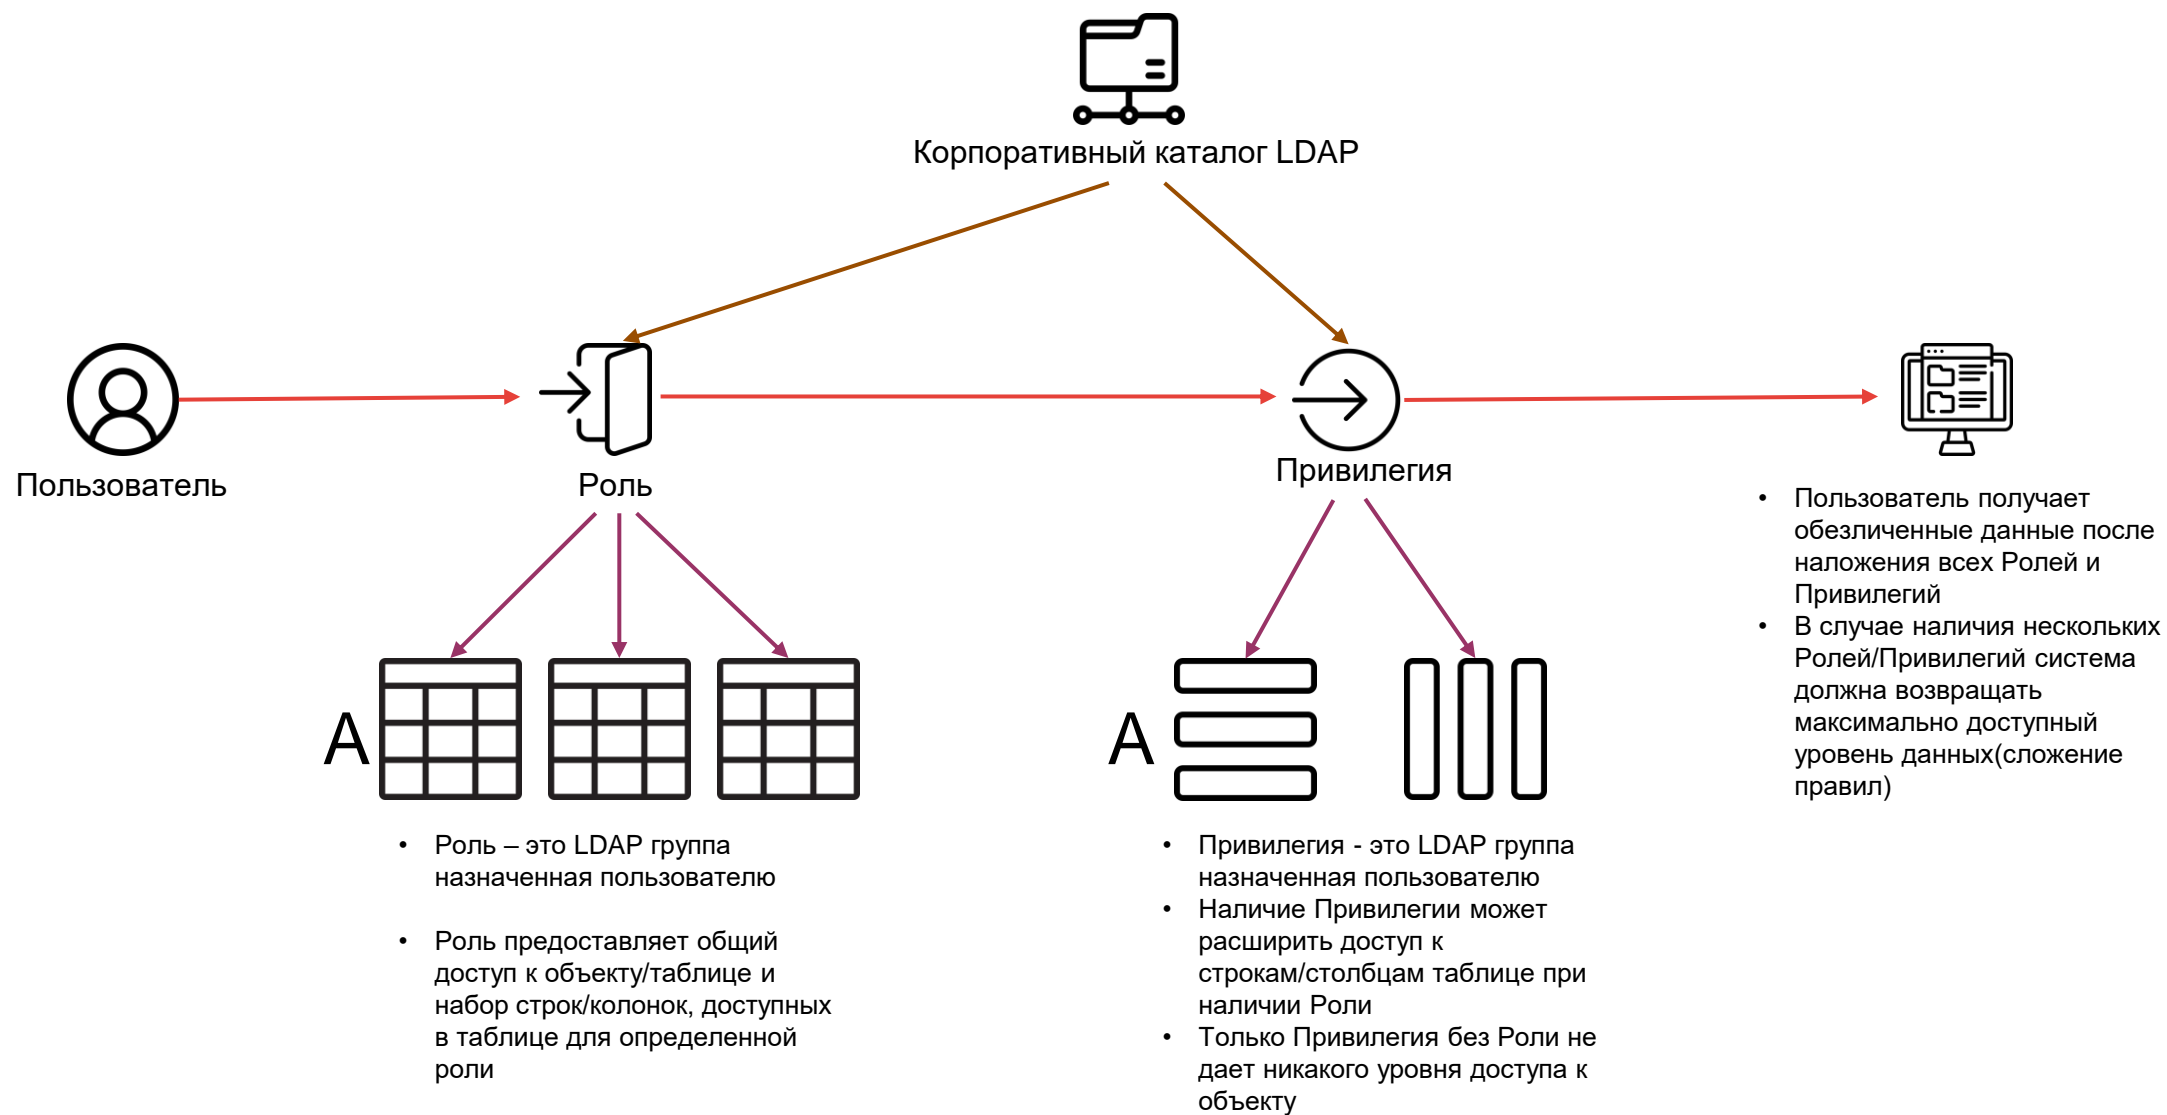 Корпоративный каталог LDAP
Пользователь
Роль
Привилегия
A
A
• Роль – это LDAP группа
назначенная пользователю
• Роль предоставляет общий
доступ к объекту/таблице и
набор строк/колонок, доступных
в таблице для определенной
роли
• Привилегия - это LDAP группа
назначенная пользователю
• Наличие Привилегии может
расширить доступ к
строкам/столбцам таблице при
наличии Роли
• Только Привилегия без Роли не
дает никакого уровня доступа к
объекту
• Пользователь получает
обезличенные данные после
наложения всех Ролей и
Привилегий
• В случае наличия нескольких
Ролей/Привилегий система
должна возвращать
максимально доступный
уровень данных(сложение
правил)